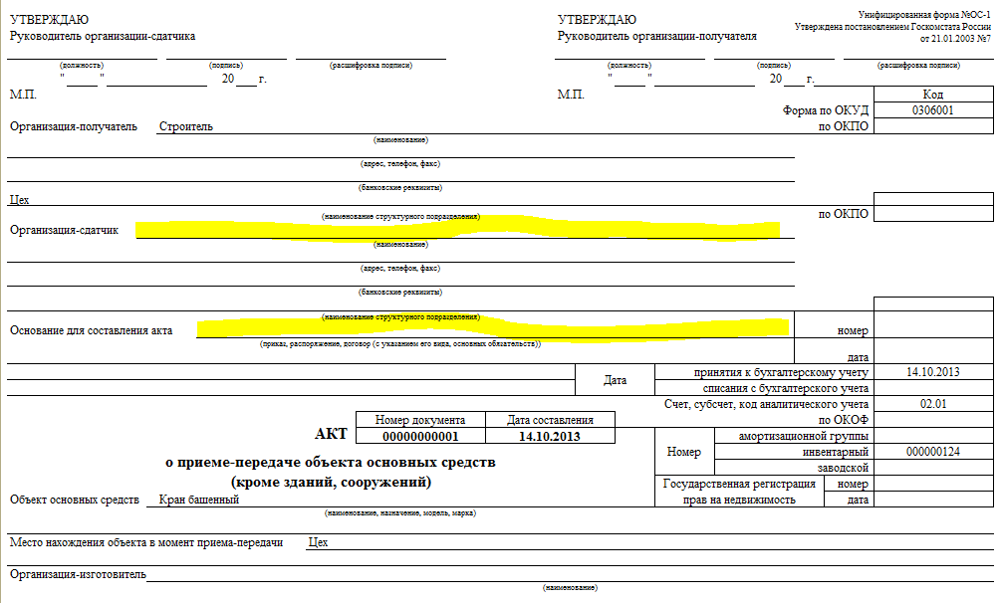 УТВЕРЖДАЮ
Руководитель организации-сдатчика
(должность) (подпись) (расшифровка подписи)
" " 20 г.
М.П.
УТВЕРЖДАЮ
Руководитель организации-получателя
(должность) (подпись) (расшифровка подписи)
" " 20 г.
М.П.
Унифицированная форма №ОС-1
Утверждена постановлением Госкомстата России
от 21.01.2003 №7
Код
Форма по ОКУД 0306001
Организация-получатель Строитель по ОКПО
(наименование)
(адрес, телефон, факс)
(банковские реквизиты)
Цех
(наименование структурного подразделения) по ОКПО
Организация-сдатчик
(наименование)
(адрес, телефон, факс)
(банковские реквизиты)
(наименование структурного подразделения)
Основание для составления акта номер
(приказ, распоряжение, договор (с указанием его вида, основных обязательств))
дата
Дата принятия к бухгалтерскому учету 14.10.2013
списания с бухгалтерского учета
Счет, субсчет, код аналитического учета 02.01
по ОКОФ
Номер документа Дата составления
АКТ 00000000001 14.10.2013
о приеме-передаче объекта основных средств
(кроме зданий, сооружений)
Номер амортизационной группы
инвентарный 000000124
заводской
Государственная регистрация прав на недвижимость номер
дата
Объект основных средств Кран башенный
(наименование, назначение, модель, марка)
Место нахождения объекта в момент приема-передачи Цех
Организация-изготовитель
(наименование)